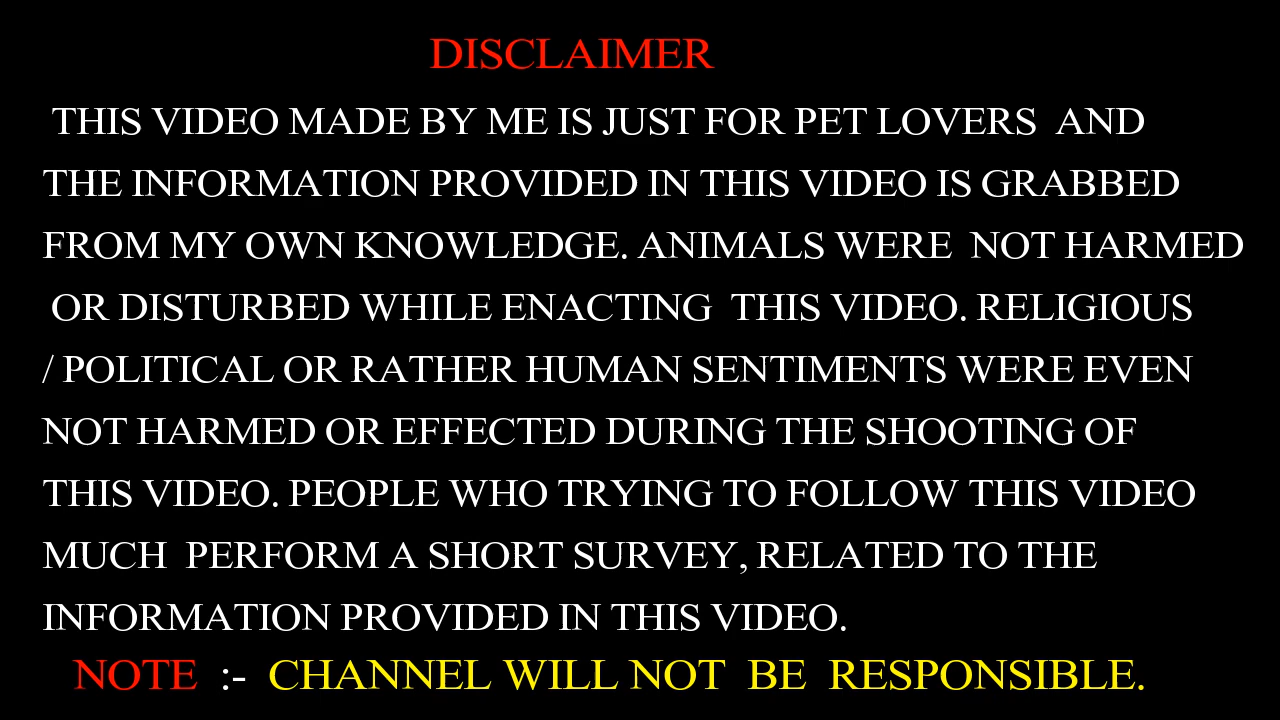 DISCLAIMER
THIS VIDEO MADE BY ME IS JUST FOR PET LOVERS AND
THE INFORMATION PROVIDED IN THIS VIDEO IS GRABBED
FROM MY OWN KNOWLEDGE. ANIMALS WERE NOT HARMED
OR DISTURBED WHILE ENACTING THIS VIDEO. RELIGIOUS
/ POLITICAL OR RATHER HUMAN SENTIMENTS WERE EVEN
NOT HARMED OR EFFECTED DURING THE SHOOTING OF
THIS VIDEO. PEOPLE WHO TRYING TO FOLLOW THIS VIDEO
MUCH PERFORM A SHORT SURVEY, RELATED TO THE
INFORMATION PROVIDED IN THIS VIDEO.
NOTE :- CHANNEL WILL NOT BE RESPONSIBLE.